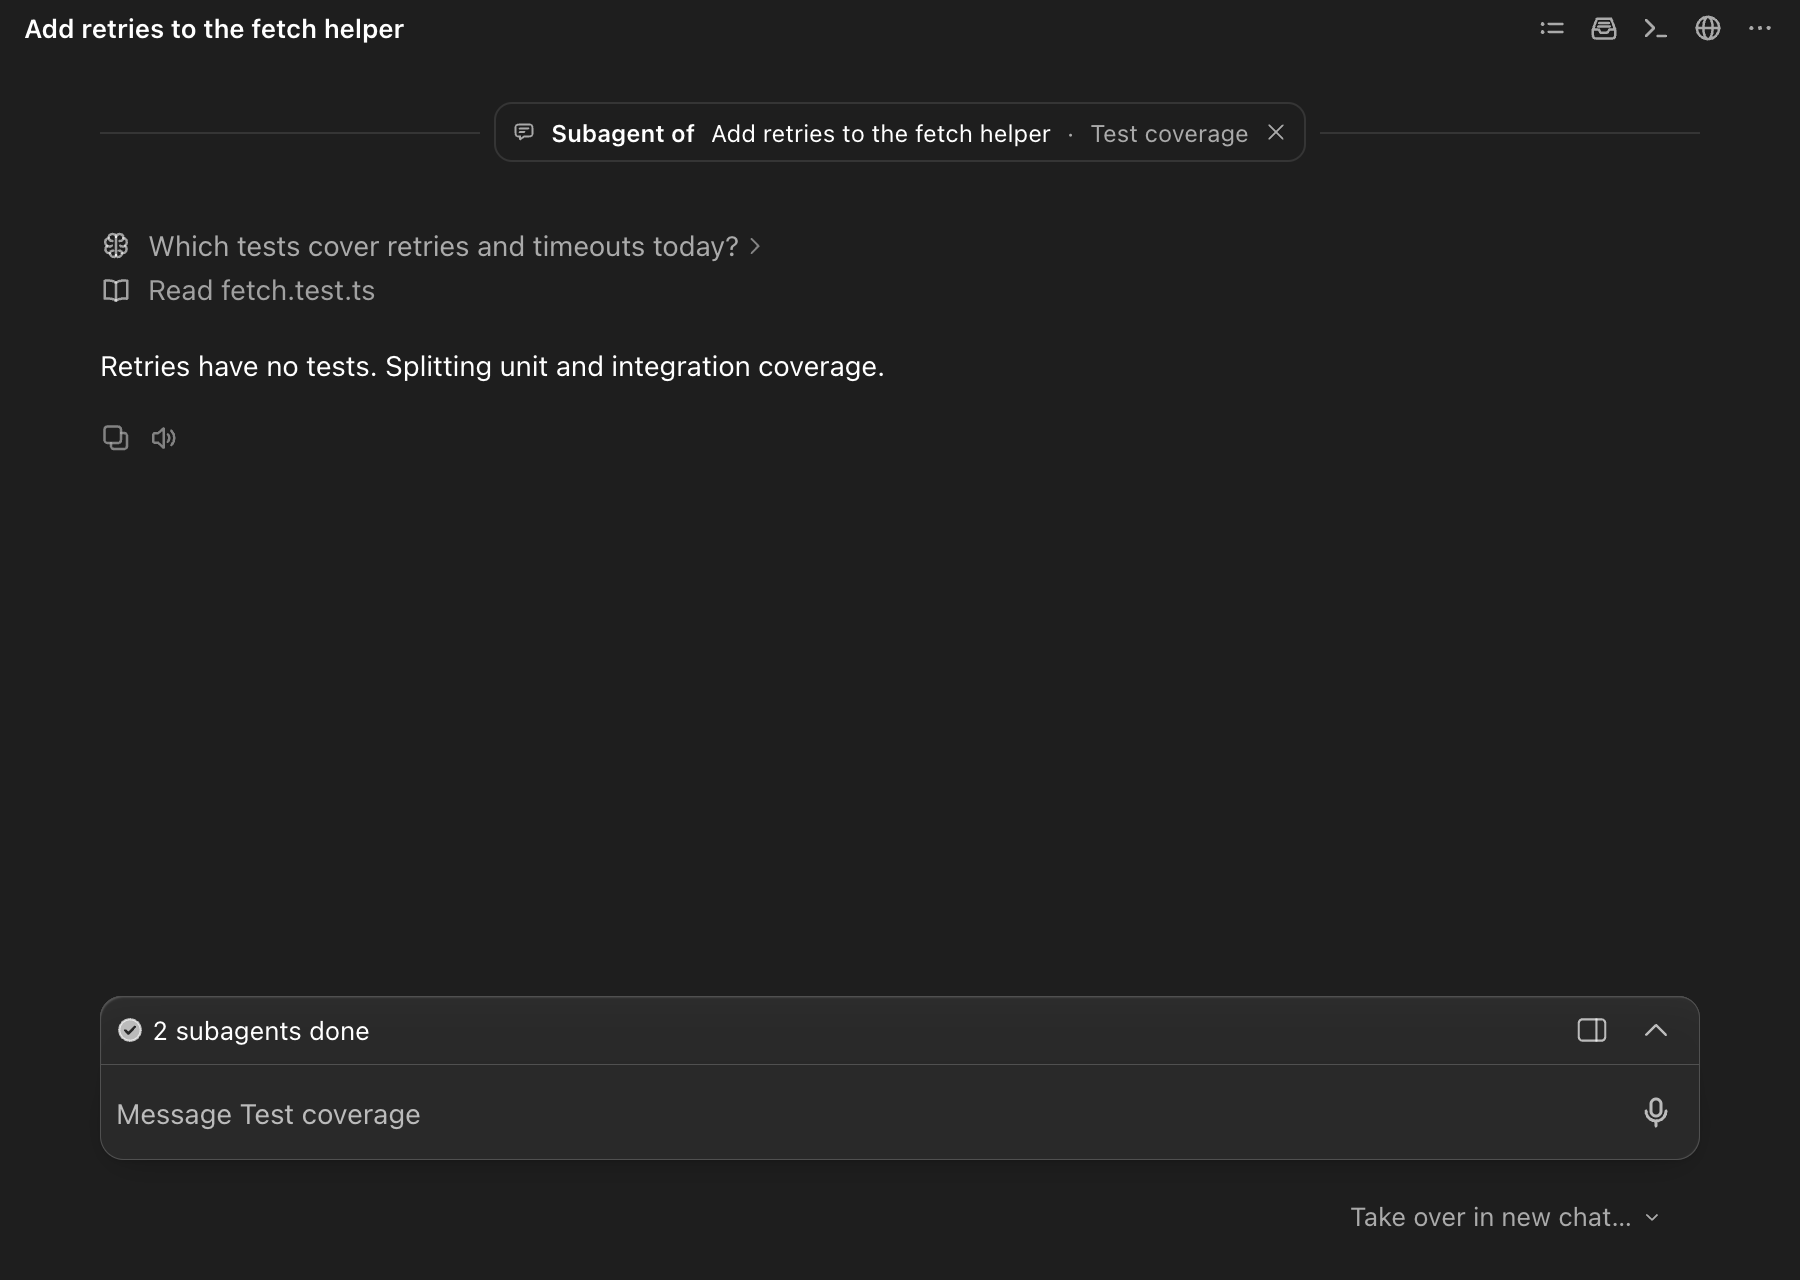 Add retries to the fetch helper
Subagent of Add retries to the fetch helper · Test coverage
Which tests cover retries and timeouts today?
Read fetch.test.ts
Retries have no tests. Splitting unit and integration coverage.
2 subagents done
Message Test coverage
Take over in new chat...